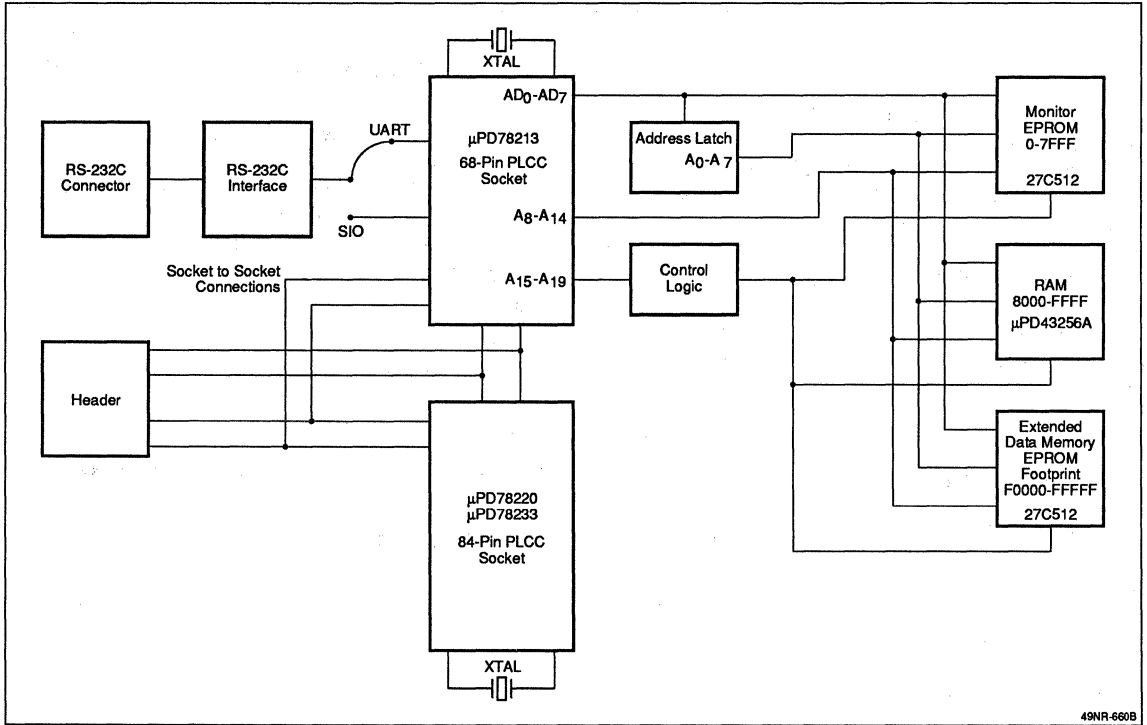 XTAL
AD0-AD7
µPD78213
68-Pin PLCC
Socket
A8-A14
A15-A19
UART
SIO
RS-232C
Connector
RS-232C
Interface
Socket to Socket
Connections
Header
Address Latch
A0-A7
Control
Logic
Monitor
EPROM
0-7FFF
27C512
RAM
8000-FFFF
µPD43256A
Extended
Data Memory
EPROM
Footprint
F0000-FFFFF
27C512
µPD78220
µPD78233
84-Pin PLCC
Socket
XTAL
49NR-660B